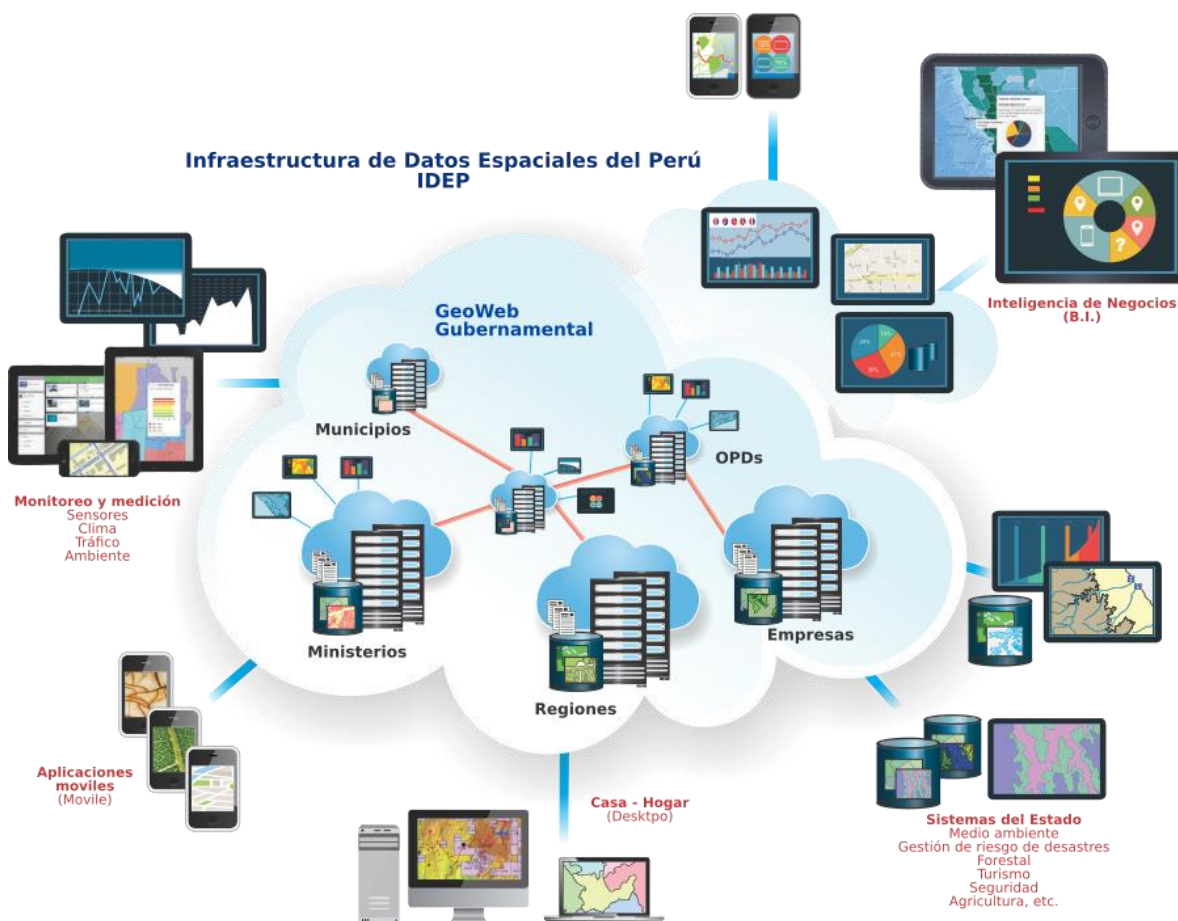 Infraestructura de Datos Espaciales del Perú
IDEP
GeoWeb
Gubernamental
Municipios
OPDs
Ministerios
Regiones
Empresas
Inteligencia de Negocios
(B.I.)
Monitoreo y medición
Sensores
Clima
Tráfico
Ambiente
Aplicaciones
moviles
(Movile)
Casa - Hogar
(Desktpo)
Sistemas del Estado
Medio ambiente
Gestión de riesgo de desastres
Forestal
Turismo
Seguridad
Agricultura, etc.
?